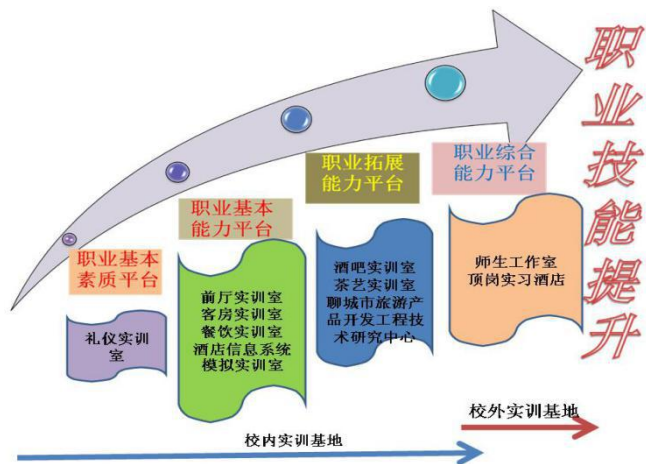 职业技能提升
职业基本
素质平台
礼仪实训
室
职业基本
能力平台
前厅实训室
客房实训室
餐饮实训室
酒店信息系统
模拟实训室
职业拓展
能力平台
酒吧实训室
茶艺实训室
聊城市旅游产
品开发工程技
术研究中心
职业综合
能力平台
师生工作室
顶岗实习酒店
校内实训基地
校外实训基地